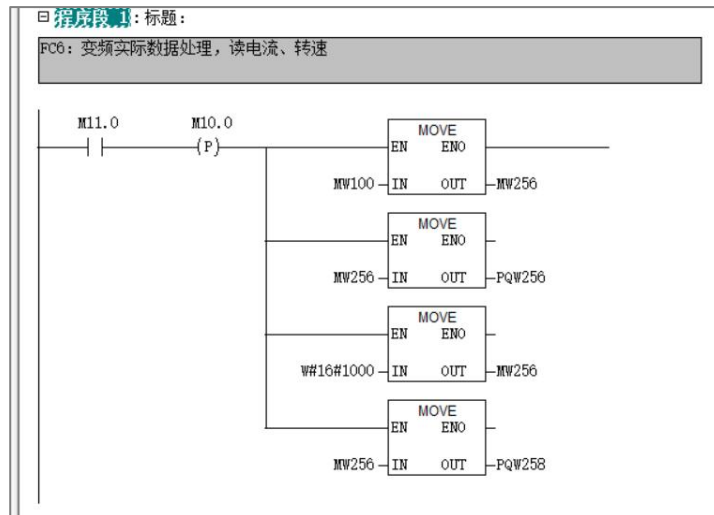 程序段 1：标题：
FC6：变频实际数据处理，读电流、转速
M11.0 M10.0
(P)
MOVE
EN ENO
MW100 IN OUT MW256
MOVE
EN ENO
MW256 IN OUT PQW256
MOVE
EN ENO
W#16#1000 IN OUT MW256
MOVE
EN ENO
MW256 IN OUT PQW258